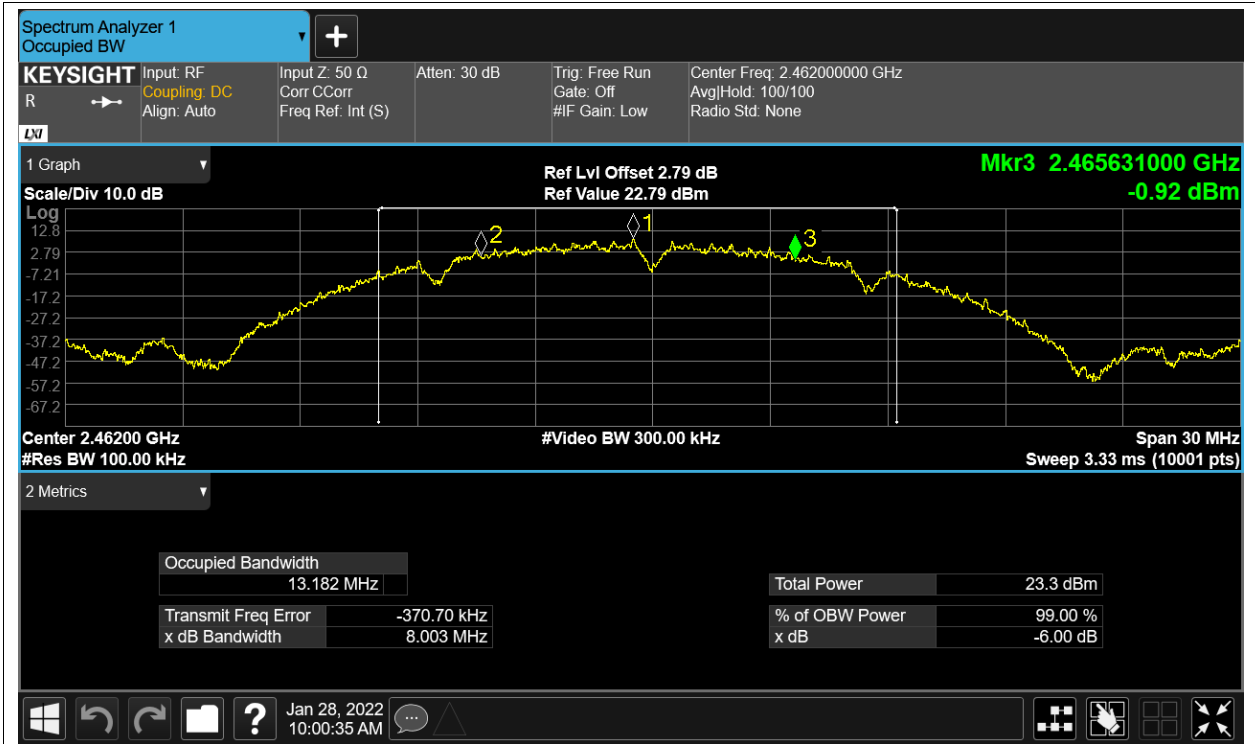 Spectrum Analyzer 1
Occupied BW
KEYSIGHT
R
LXI
Input: RF
Coupling: DC
Align: Auto
Input Z: 50 Ω
Corr CCorr
Freq Ref: Int (S)
Atten: 30 dB
Trig: Free Run
Gate: Off
#IF Gain: Low
Center Freq: 2.462000000 GHz
Avg|Hold: 100/100
Radio Std: None
1 Graph
Scale/Div 10.0 dB
Ref Lvl Offset 2.79 dB
Ref Value 22.79 dBm
Mkr3 2.465631000 GHz
-0.92 dBm
Log
12.8
2.79
-7.21
-17.2
-27.2
-37.2
-47.2
-57.2
-67.2
2
1
3
Center 2.46200 GHz
#Res BW 100.00 kHz
#Video BW 300.00 kHz
Span 30 MHz
Sweep 3.33 ms (10001 pts)
2 Metrics
Occupied Bandwidth
13.182 MHz
Total Power 23.3 dBm
Transmit Freq Error -370.70 kHz
% of OBW Power 99.00 %
x dB Bandwidth 8.003 MHz
x dB -6.00 dB
?
Jan 28, 2022
10:00:35 AM